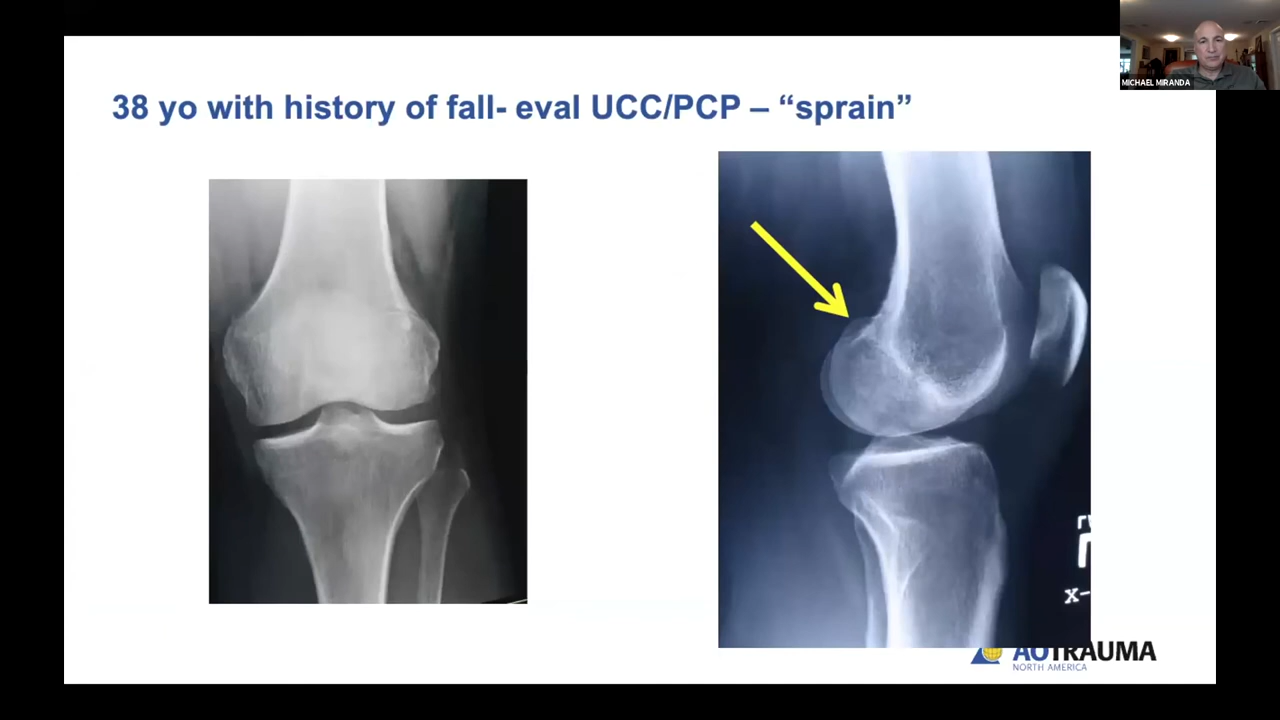 MICHAEL MIRANDA
38 yo with history of fall- eval UCC/PCP – “sprain”
AOTRAUMA
NORTH AMERICA